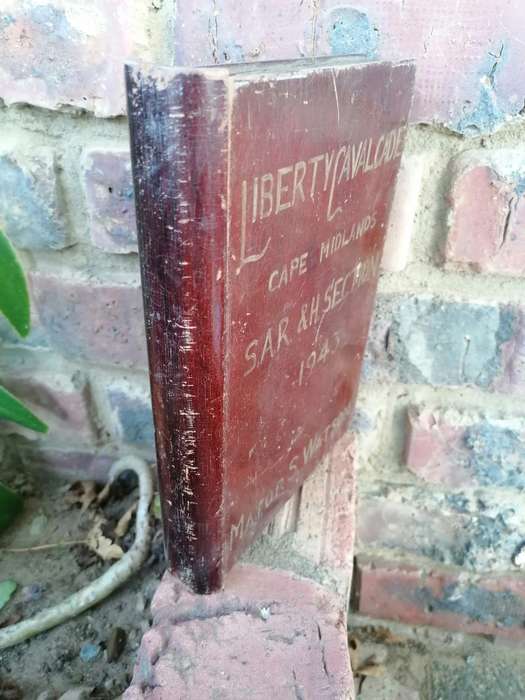 LIBERTY CAVALCADE
CAPE MIDLANDS
S.A.R & H. SECTION
1943